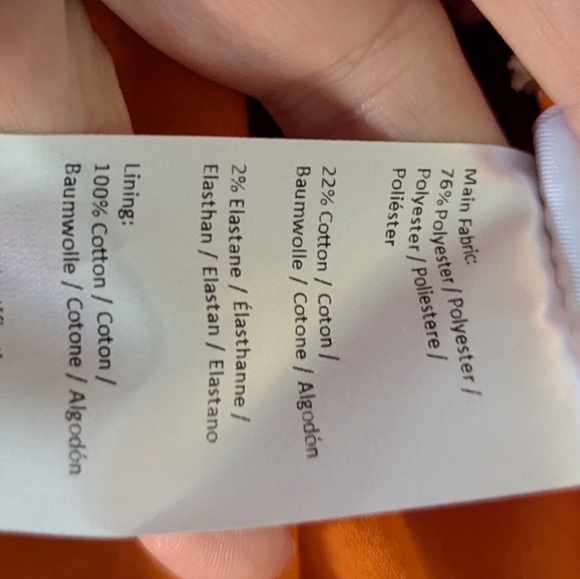 Main Fabric:
76% Polyester / Polyester /
Polyester / Poliestere /
Poliéster
22% Cotton / Coton /
Baumwolle / Cotone / Algodón
2% Elastane / Élasthanne /
Elasthan / Elastan / Elastano
Lining:
100% Cotton / Coton /
Baumwolle / Cotone / Algodón